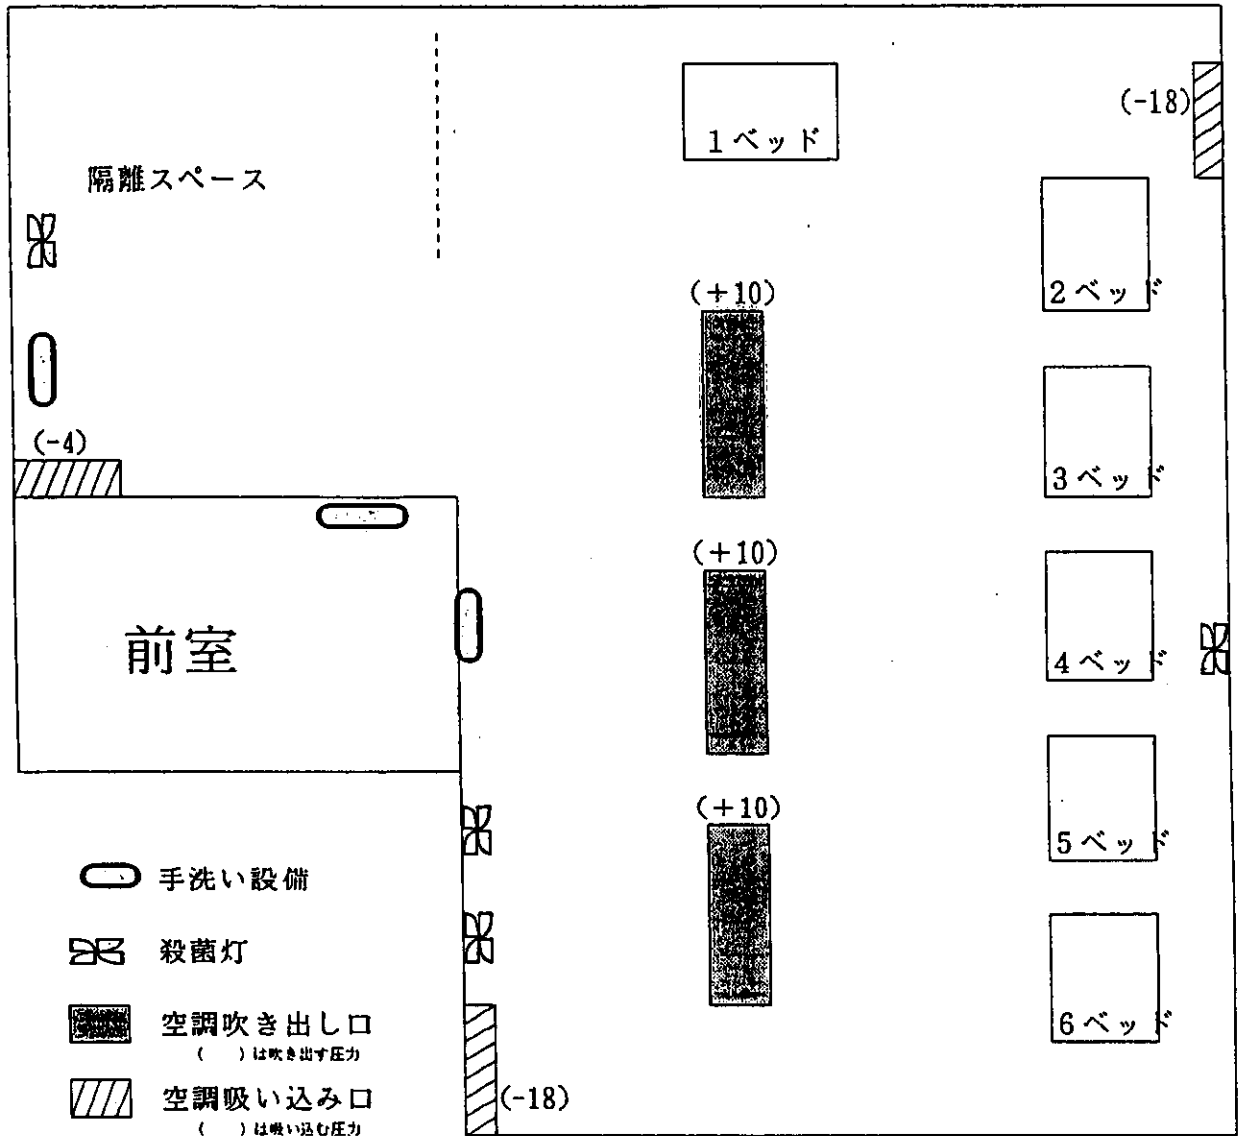 (-18)
1ベッド
隔離スペース
(+10)
2ベッド
(-4)
3ベッド
(+10)
前室
4ベッド
(+10)
5ベッド
手洗い設備
殺菌灯
6ベッド
空調吹き出し口
( )は吹き出す圧力
空調吸い込み口
(-18)
( )は吸い込む圧力